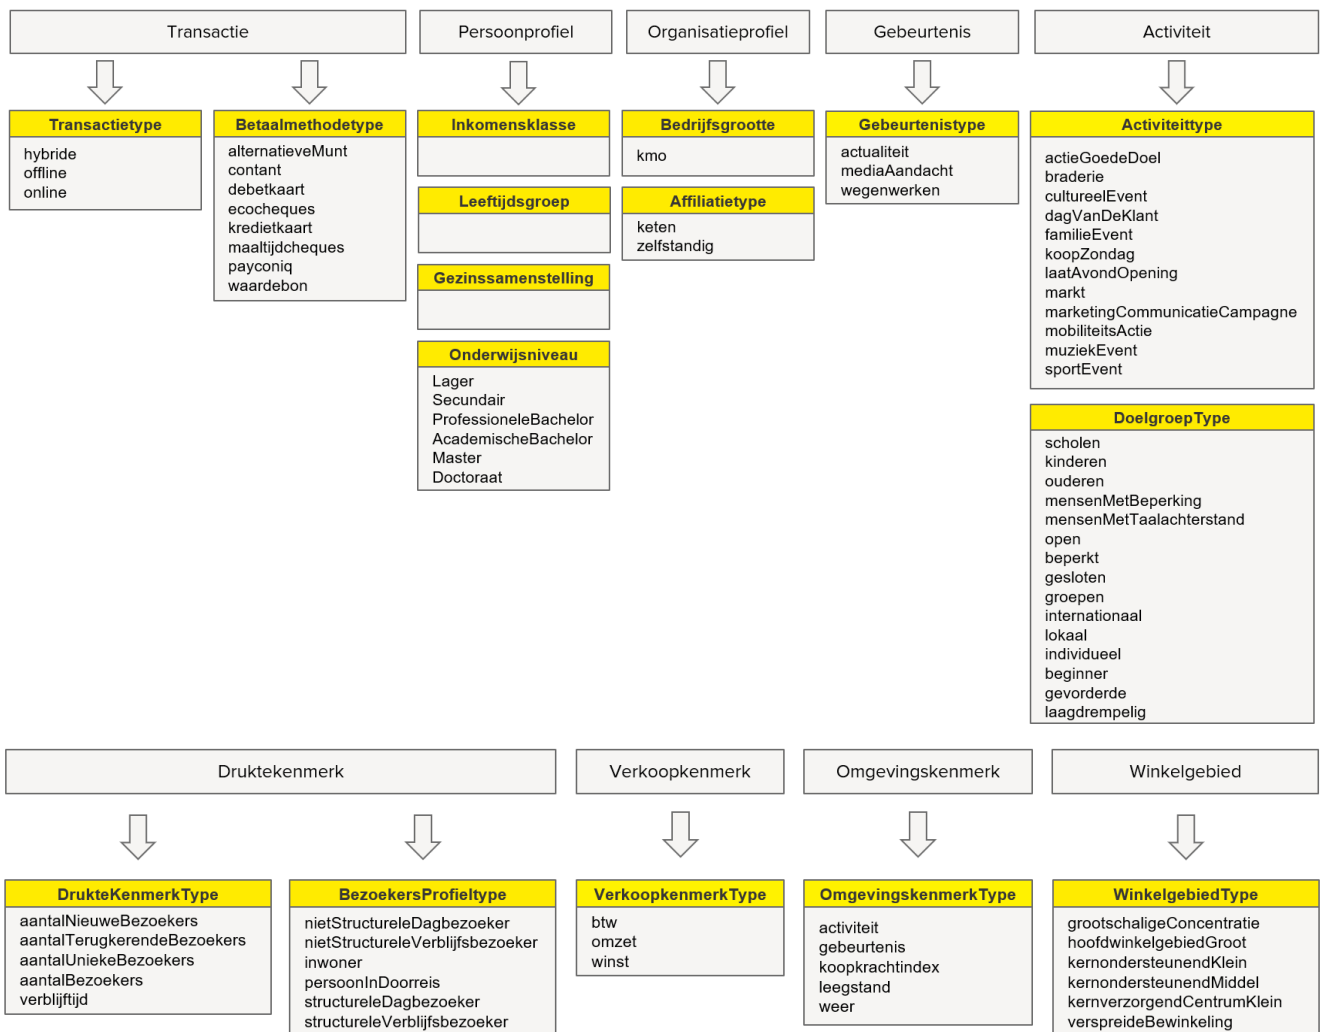 Transactie
Persoonprofiel
Organisatieprofiel
Gebeurtenis
Activiteit
Transactietype
hybride
offline
online
Betaalmethodetype
alternatieveMunt
contant
debetkaart
ecocheques
kredietkaart
maaltijdcheques
payconiq
waardebon
Inkomensklasse
Leeftijdsgroep
Gezinssamenstelling
Onderwijsniveau
Lager
Secundair
ProfessioneleBachelor
AcademischeBachelor
Master
Doctoraat
Bedrijfsgrootte
kmo
Affiliatietype
keten
zelfstandig
Gebeurtenistype
actualiteit
mediaAandacht
wegenwerken
Activiteittype
actieGoedeDoel
braderie
cultureelEvent
dagVanDeKlant
familieEvent
koopZondag
laatAvondOpening
markt
marketingCommunicatieCampagne
mobiliteitsActie
muziekEvent
sportEvent
DoelgroepType
scholen
kinderen
ouderen
mensenMetBeperking
mensenMetTaalachterstand
open
beperkt
gesloten
groepen
internationaal
lokaal
individueel
beginner
gevorderde
laagdrempelig
Druktekenmerk
Verkoopkenmerk
Omgevingskenmerk
Winkelgebied
DrukteKenmerkType
aantalNieuweBezoekers
aantalTerugkerendeBezoekers
aantalUniekeBezoekers
aantalBezoekers
verblijftijd
BezoekersProfieltype
nietStructureleDagbezoeker
nietStructureleVerblijfsbezoeker
inwoner
persoonInDoorreis
structureleDagbezoeker
structureleVerblijfsbezoeker
VerkoopkenmerkType
btw
omzet
winst
OmgevingskenmerkType
activiteit
gebeurtenis
koopkrachtindex
leegstand
weer
WinkelgebiedType
grootschaligeConcentratie
hoofdwinkelgebiedGroot
kernondersteunendKlein
kernondersteunendMiddel
kernverzorgendCentrumKlein
verspreideBewinkeling